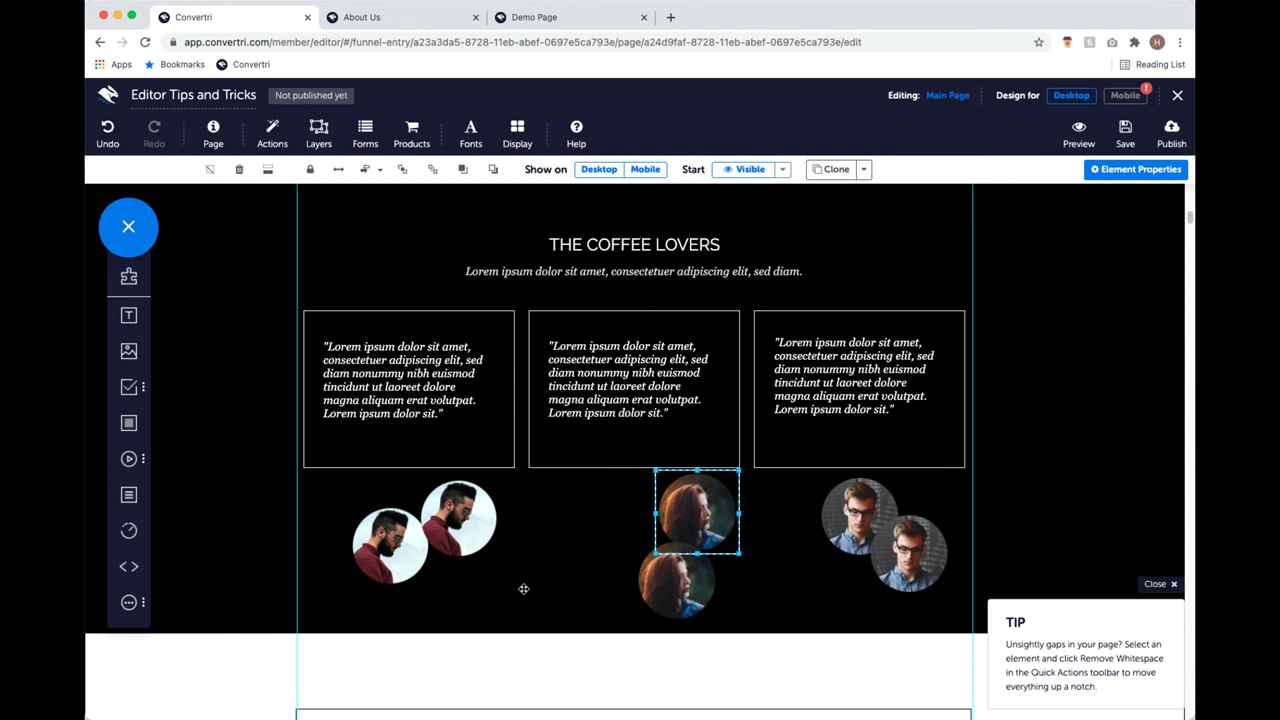 Convertri
About Us
Demo Page
app.convertri.com/member/editor/#/funnel-entry/a23a3da5-8728-11eb-abef-0697e5ca793e/page/a24d9faf-8728-11eb-abef-0697e5ca793e/edit
H
Apps
Bookmarks
Convertri
Reading List
Editor Tips and Tricks
Not published yet
Editing: Main Page
Design for
Desktop
Mobile
!
Undo
Redo
Page
Actions
Layers
Forms
Products
Fonts
Display
Help
Preview
Save
Publish
Show on
Desktop
Mobile
Start
Visible
Clone
Element Properties
THE COFFEE LOVERS
Lorem ipsum dolor sit amet, consectetuer adipiscing elit, sed diam.
"Lorem ipsum dolor sit amet,
consectetuer adipiscing elit, sed
diam nonummy nibh euismod
tincidunt ut laoreet dolore
magna aliquam erat volutpat.
Lorem ipsum dolor sit."
"Lorem ipsum dolor sit amet,
consectetuer adipiscing elit, sed
diam nonummy nibh euismod
tincidunt ut laoreet dolore
magna aliquam erat volutpat.
Lorem ipsum dolor sit."
"Lorem ipsum dolor sit amet,
consectetuer adipiscing elit, sed
diam nonummy nibh euismod
tincidunt ut laoreet dolore
magna aliquam erat volutpat.
Lorem ipsum dolor sit."
Close
TIP
Unsightly gaps in your page? Select an
element and click Remove Whitespace
in the Quick Actions toolbar to move
everything up a notch.